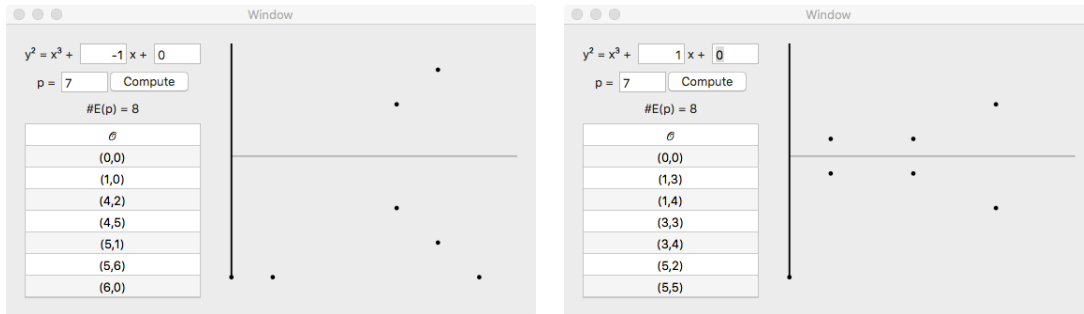 Window
y² = x³ + -1 x + 0
p = 7 Compute
#E(p) = 8
𝒪
(0,0)
(1,0)
(4,2)
(4,5)
(5,1)
(5,6)
(6,0)
Window
y² = x³ + 1 x + 0
p = 7 Compute
#E(p) = 8
𝒪
(0,0)
(1,3)
(1,4)
(3,3)
(3,4)
(5,2)
(5,5)